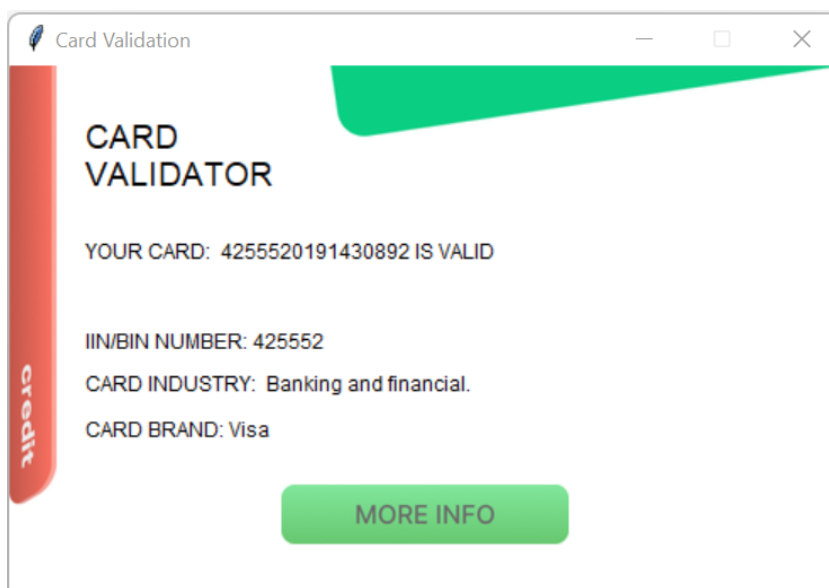 Card Validation
CARD
VALIDATOR
YOUR CARD: 4255520191430892 IS VALID
IIN/BIN NUMBER: 425552
CARD INDUSTRY: Banking and financial.
CARD BRAND: Visa
credit
MORE INFO